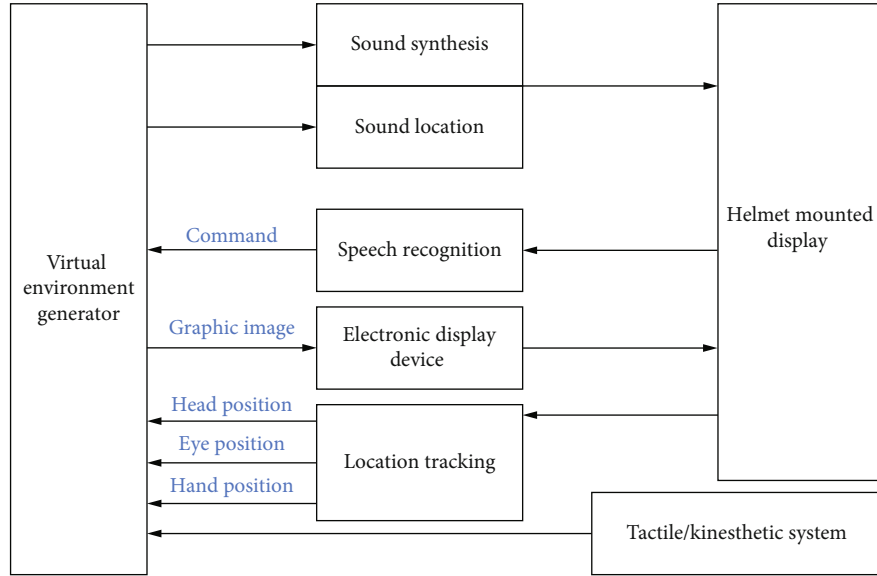 Sound synthesis
Sound location
Command
Speech recognition
Helmet mounted
display
Virtual
environment
generator
Graphic image
Electronic display
device
Head position
Eye position
Hand position
Location tracking
Tactile/kinesthetic system